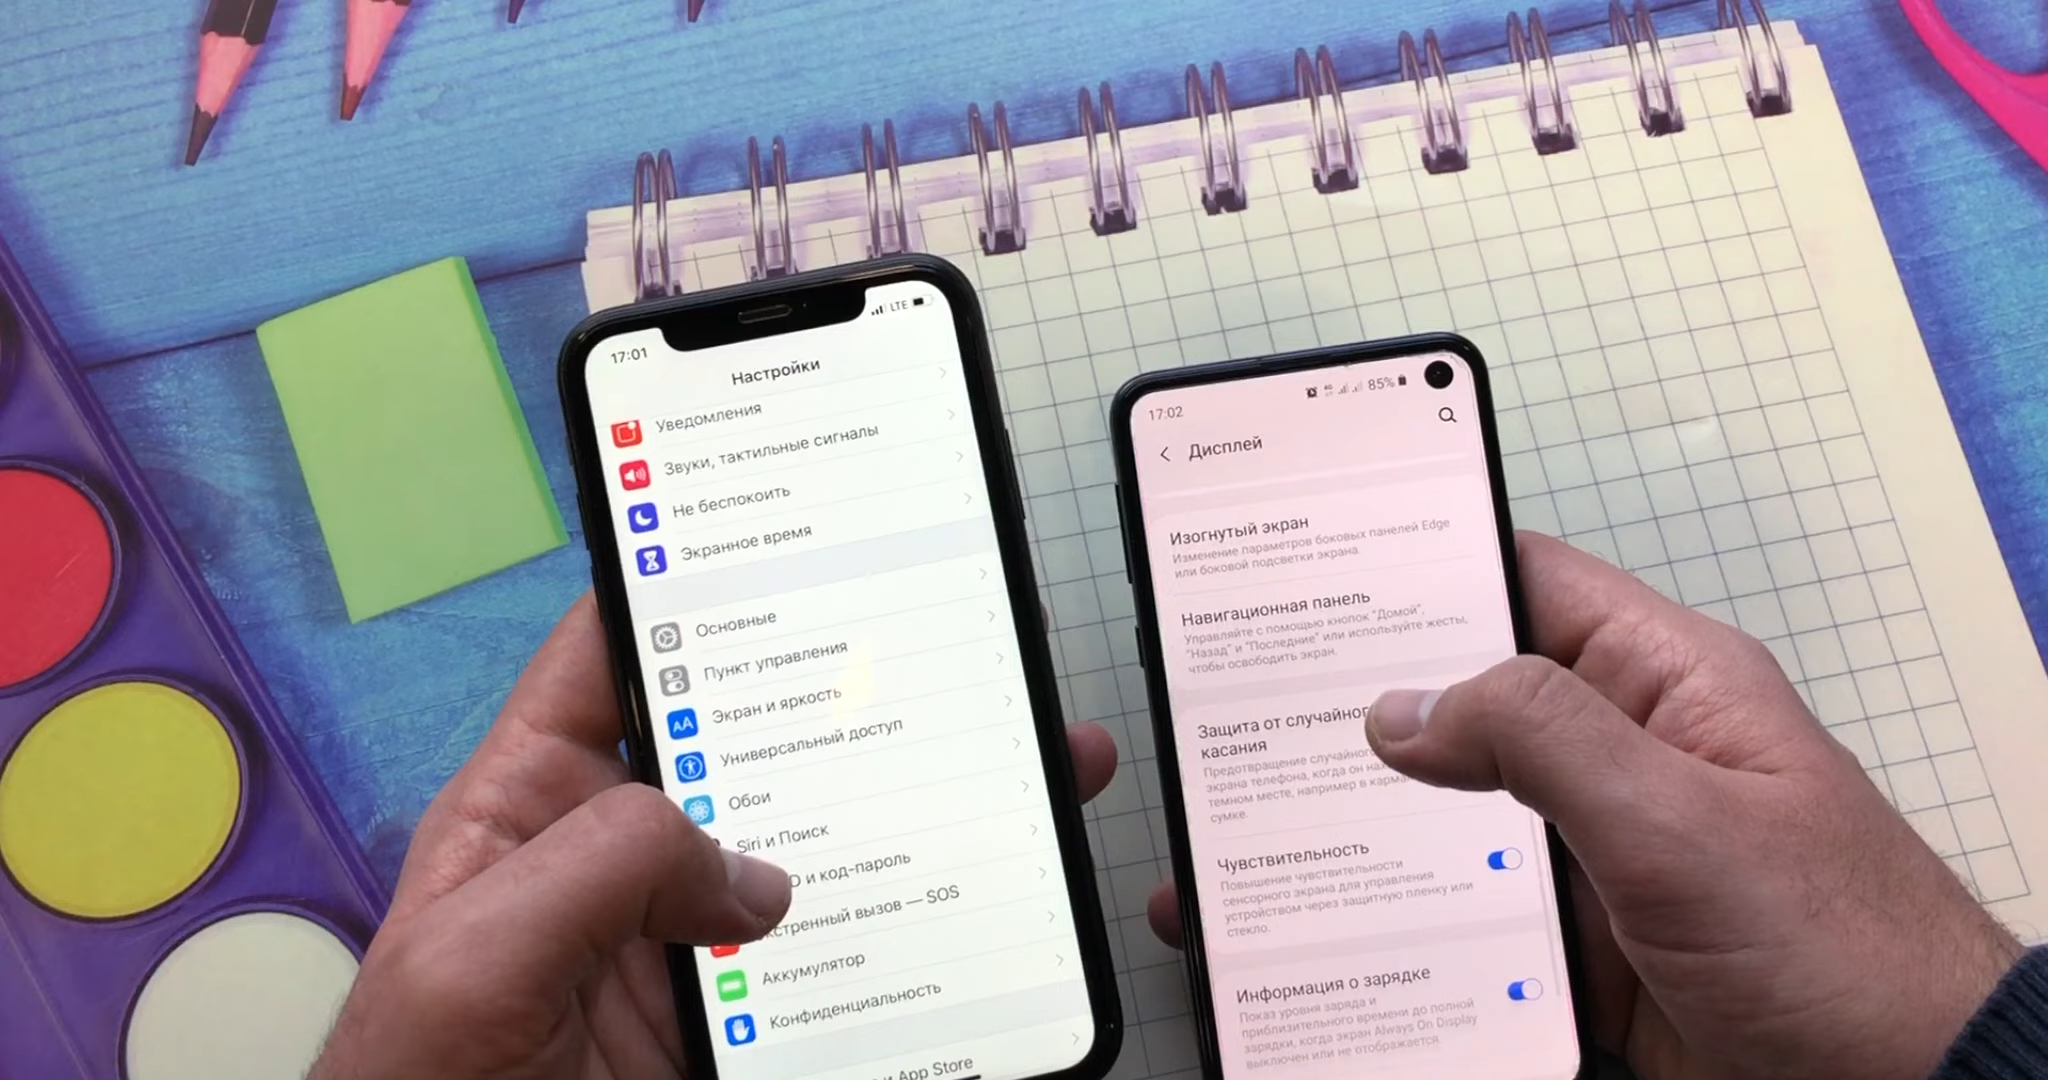 17:01
LTE
Настройки
Уведомления
Звуки, тактильные сигналы
Не беспокоить
Экранное время
Основные
Пункт управления
Экран и яркость
AA
Универсальный доступ
Обои
Siri и Поиск
D и код-пароль
кстренный вызов — SOS
Аккумулятор
Конфиденциальность
и App Store
17:02
85%
Дисплей
Изогнутый экран
Изменение параметров боковых панелей Edge
или боковой подсветки экрана.
Навигационная панель
Управляйте с помощью кнопок "Домой",
"Назад" и "Последние" или используйте жесты,
чтобы освободить экран.
Защита от случайног
касания
Предотвращение случайного
экрана телефона, когда он на
темном месте, например в карма
сумке.
Чувствительность
Повышение чувствительности
сенсорного экрана для управления
устройством через защитную пленку или
стекло.
Информация о зарядке
Показ уровня заряда и
приблизительного времени до полной
зарядки, когда экран Always On Display
выключен или не отображается.